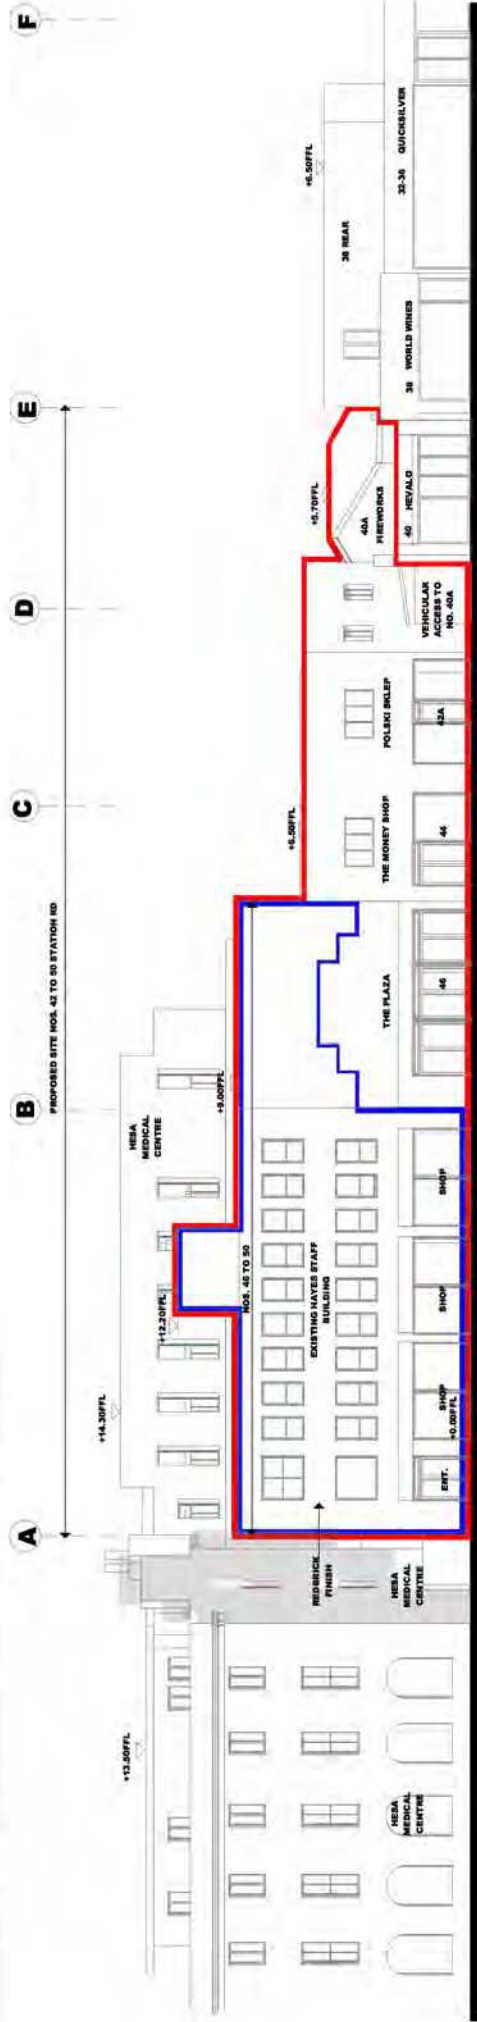 A
B
C
D
E
F
PROPOSED SITE NOS. 42 TO 50 STATION RD
+13.50FFL
+14.30FFL
HESA
MEDICAL
CENTRE
+12.20FFL
+9.00FFL
+6.50FFL
+5.70FFL
+6.50FFL
NOS. 46 TO 50
EXISTING HAYES STAFF
BUILDING
REDBRICK
FINISH
HESA
MEDICAL
CENTRE
HESA
MEDICAL
CENTRE
ENT.
SHOP
+0.00FFL
SHOP
SHOP
THE PLAZA
46
THE MONEY SHOP
44
POLSKI SKLEP
42A
VEHICULAR
ACCESS TO
NO. 40A
40A
FIREWORKS
40 HEVALO
38 REAR
38 WORLD WINES
32-36 QUICKSILVER